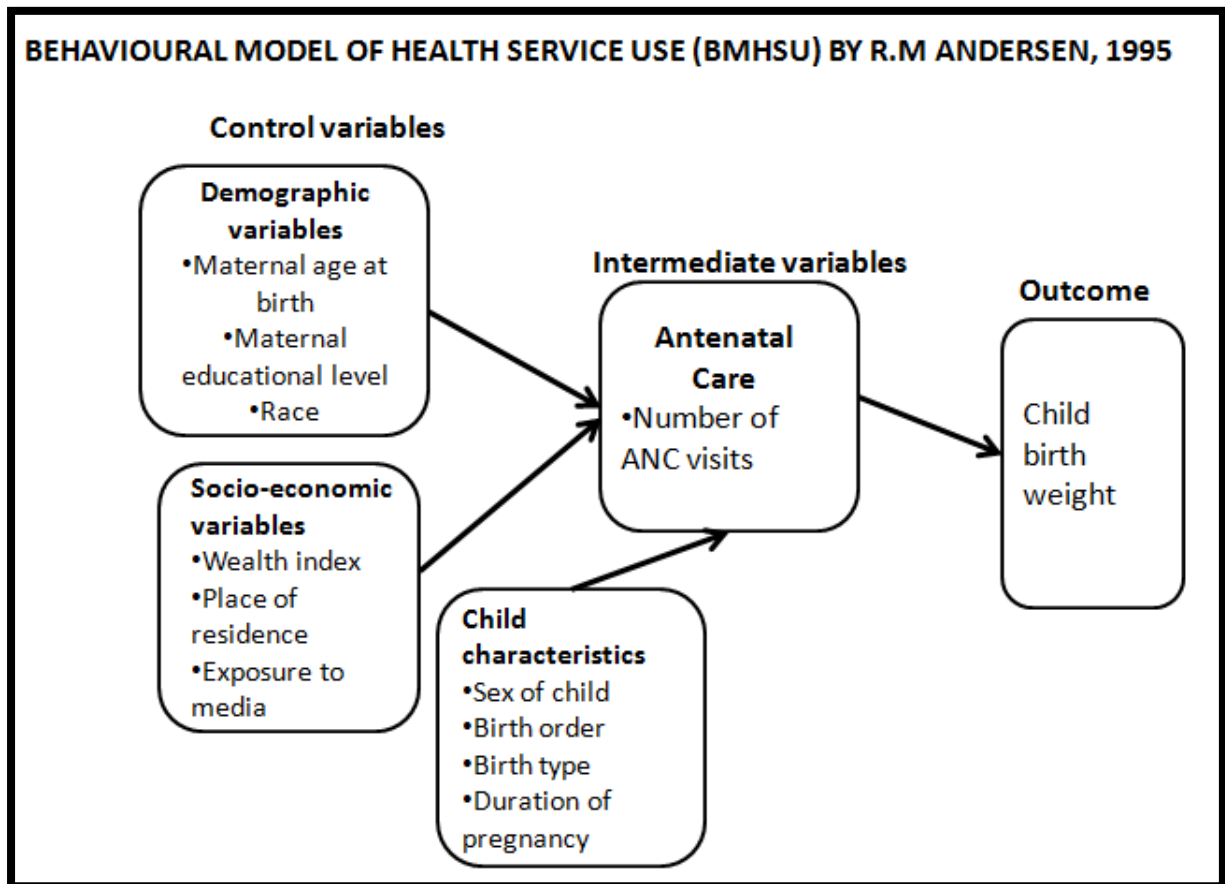 BEHAVIOURAL MODEL OF HEALTH SERVICE USE (BMHSU) BY R.M ANDERSEN, 1995
Control variables
Demographic
variables
•Maternal age at
birth
•Maternal
educational level
•Race
Socio-economic
variables
•Wealth index
•Place of
residence
•Exposure to
media
Child
characteristics
•Sex of child
•Birth order
•Birth type
•Duration of
pregnancy
Intermediate variables
Antenatal
Care
•Number of
ANC visits
Outcome
Child
birth
weight